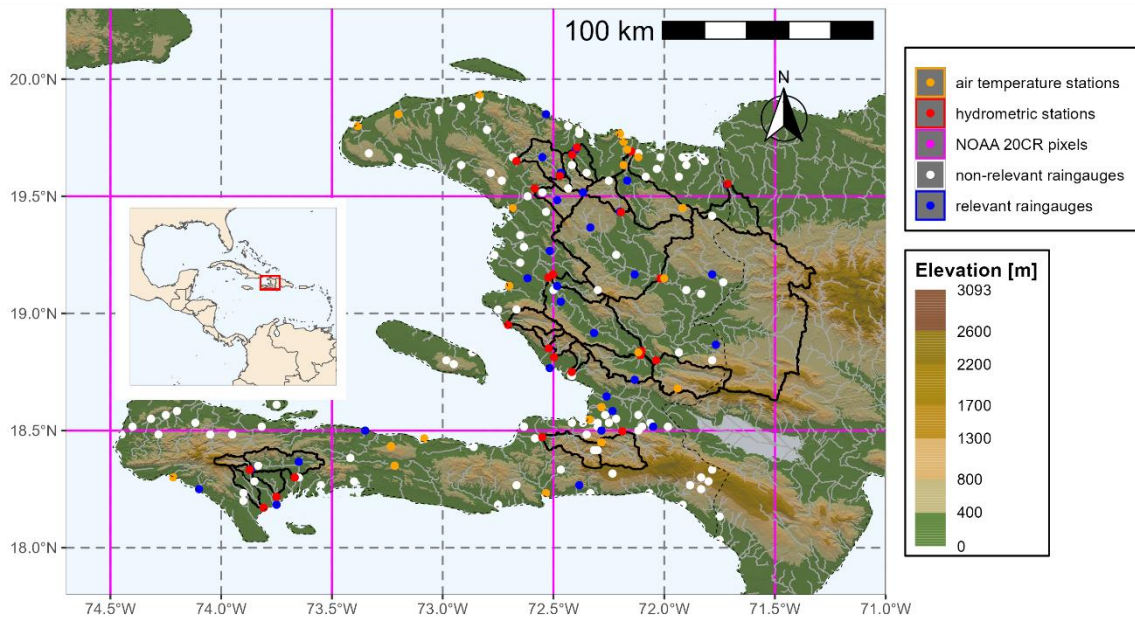 100 km
N
20.0°N
19.5°N
19.0°N
18.5°N
18.0°N
74.5°W 74.0°W 73.5°W 73.0°W 72.5°W 72.0°W 71.5°W 71.0°W
air temperature stations
hydrometric stations
NOAA 20CR pixels
non-relevant raingauges
relevant raingauges
Elevation [m]
3093
2600
2200
1700
1300
800
400
0